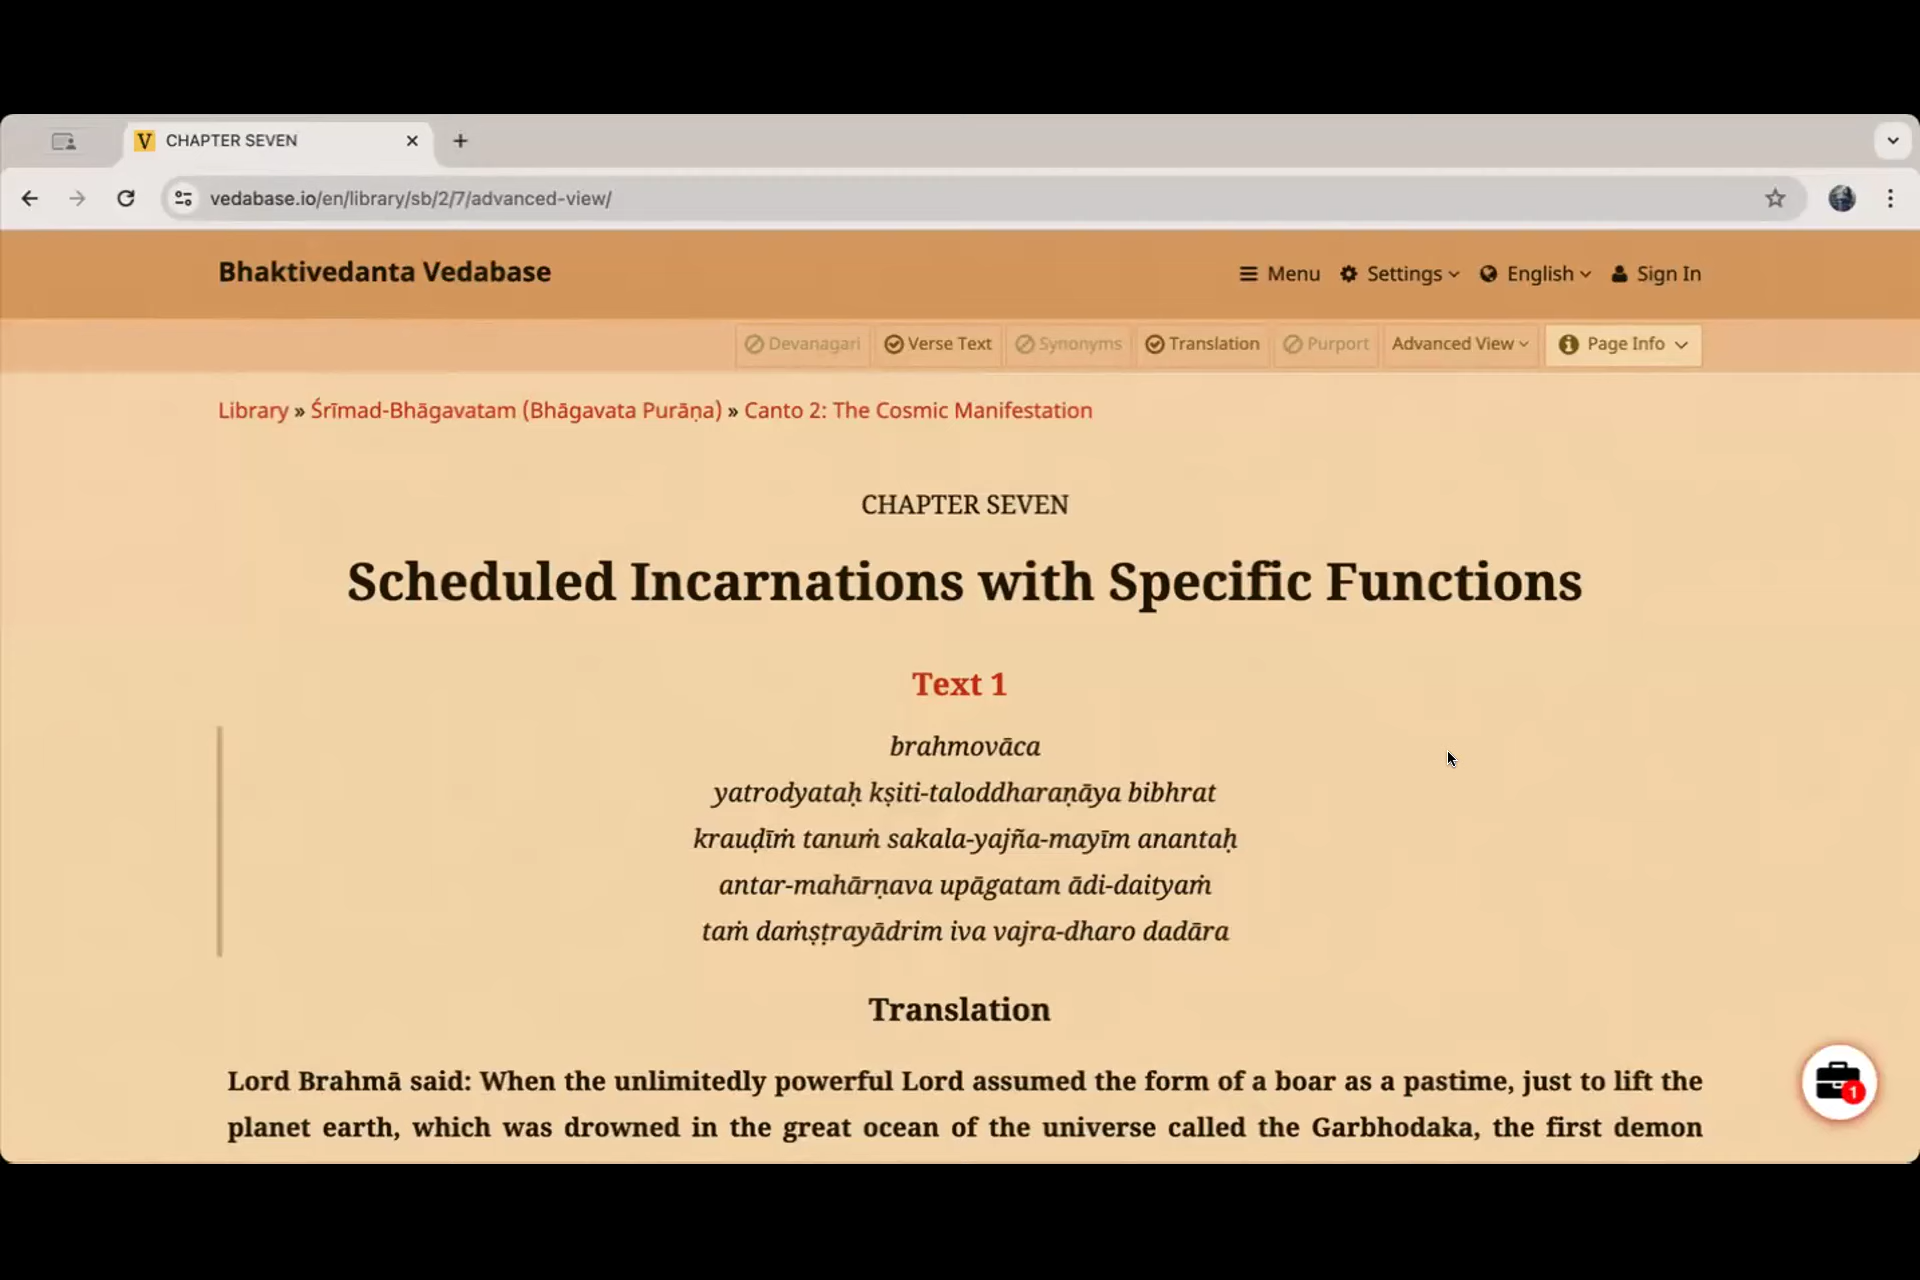 CHAPTER SEVEN
vedabase.io/en/library/sb/2/7/advanced-view/
Bhaktivedanta Vedabase
Menu Settings English Sign In
Devanagari Verse Text Synonyms Translation Purport Advanced View Page Info
Library » Śrīmad-Bhāgavatam (Bhāgavata Purāṇa) » Canto 2: The Cosmic Manifestation
CHAPTER SEVEN
Scheduled Incarnations with Specific Functions
Text 1
brahmovāca
yatrodyataḥ kṣiti-taloddharaṇāya bibhrat
krauḍīṁ tanuṁ sakala-yajña-mayīm anantaḥ
antar-mahārṇava upāgatam ādi-daityaṁ
taṁ daṁṣṭrayādrim iva vajra-dharo dadāra
Translation
Lord Brahmā said: When the unlimitedly powerful Lord assumed the form of a boar as a pastime, just to lift the
planet earth, which was drowned in the great ocean of the universe called the Garbhodaka, the first demon
1